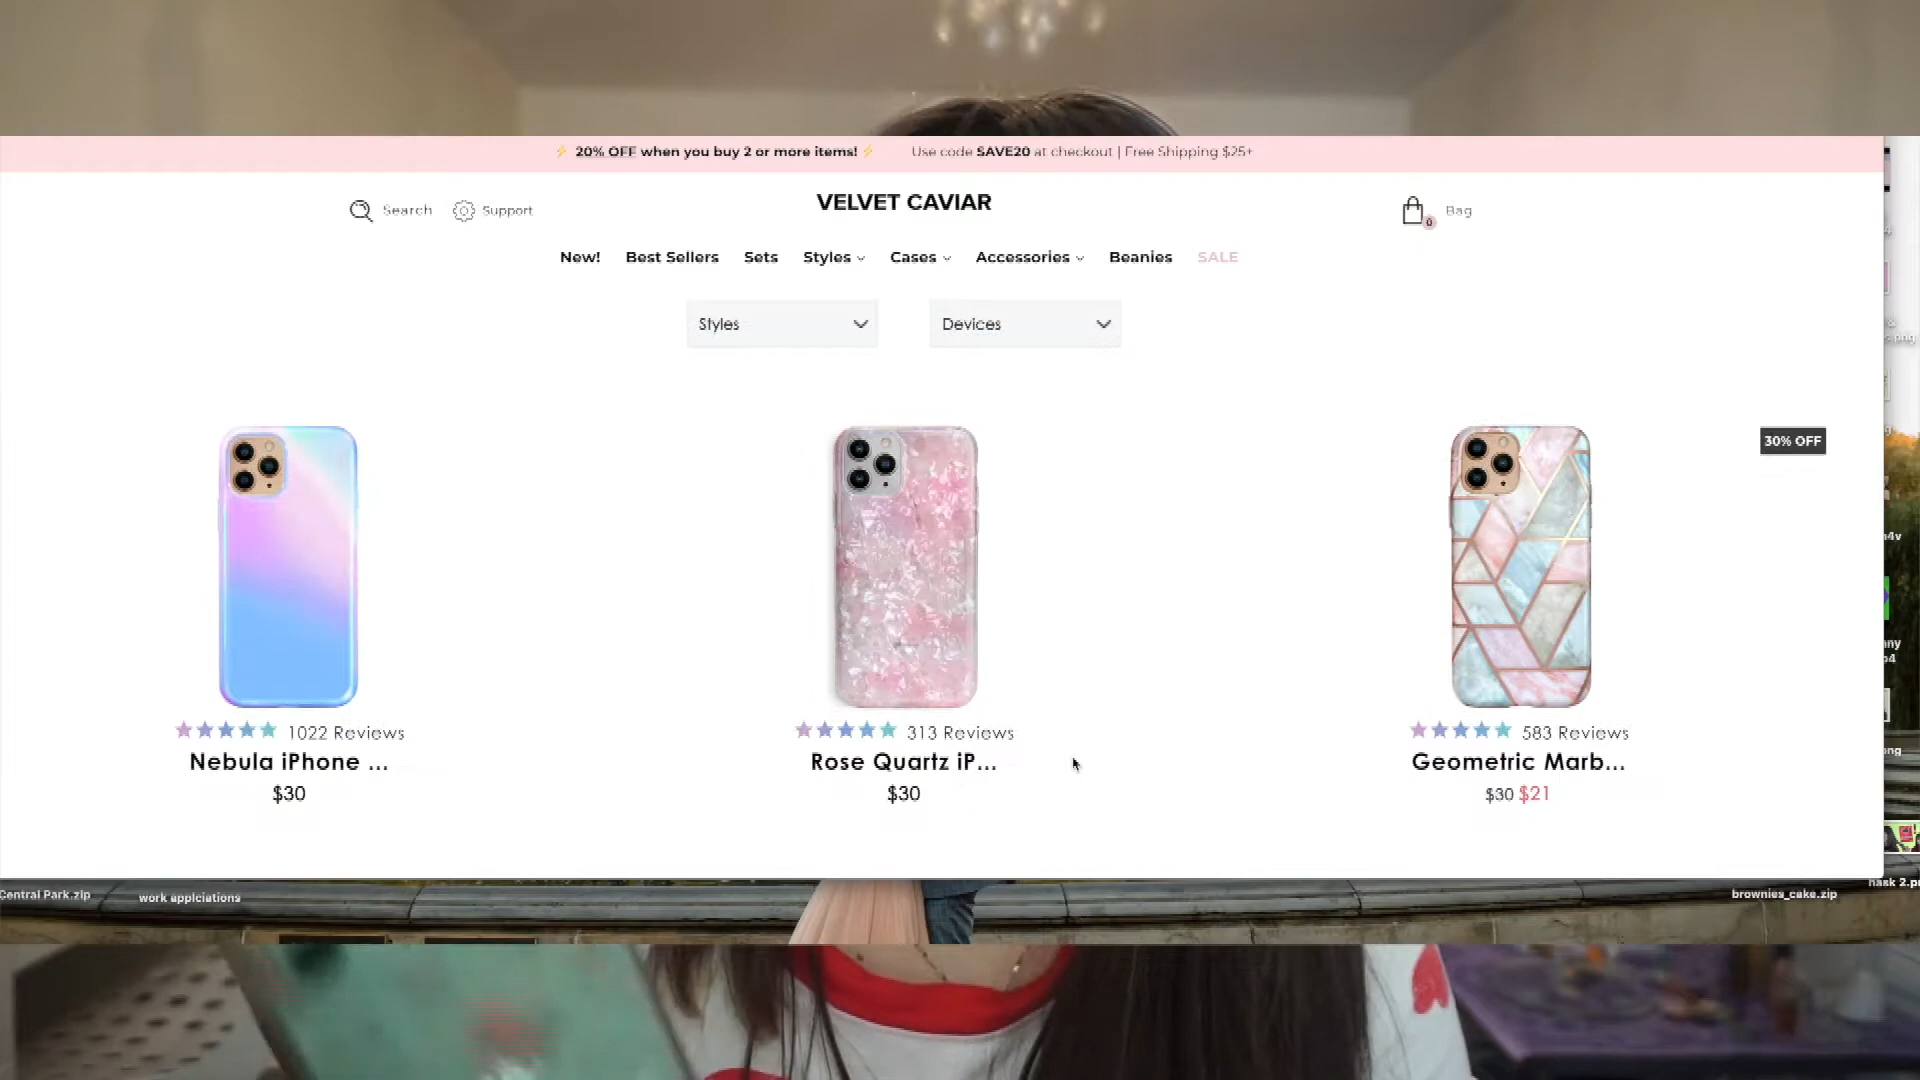 ⚡ 20% OFF when you buy 2 or more items! ⚡ Use code SAVE20 at checkout | Free Shipping $25+
Search Support VELVET CAVIAR 0 Bag
New! Best Sellers Sets Styles Cases Accessories Beanies SALE
Styles Devices
30% OFF
1022 Reviews 313 Reviews 583 Reviews
Nebula iPhone ... Rose Quartz iP... Geometric Marb...
$30 $30 $30 $21
Central Park.zip work applciations brownies_cake.zip